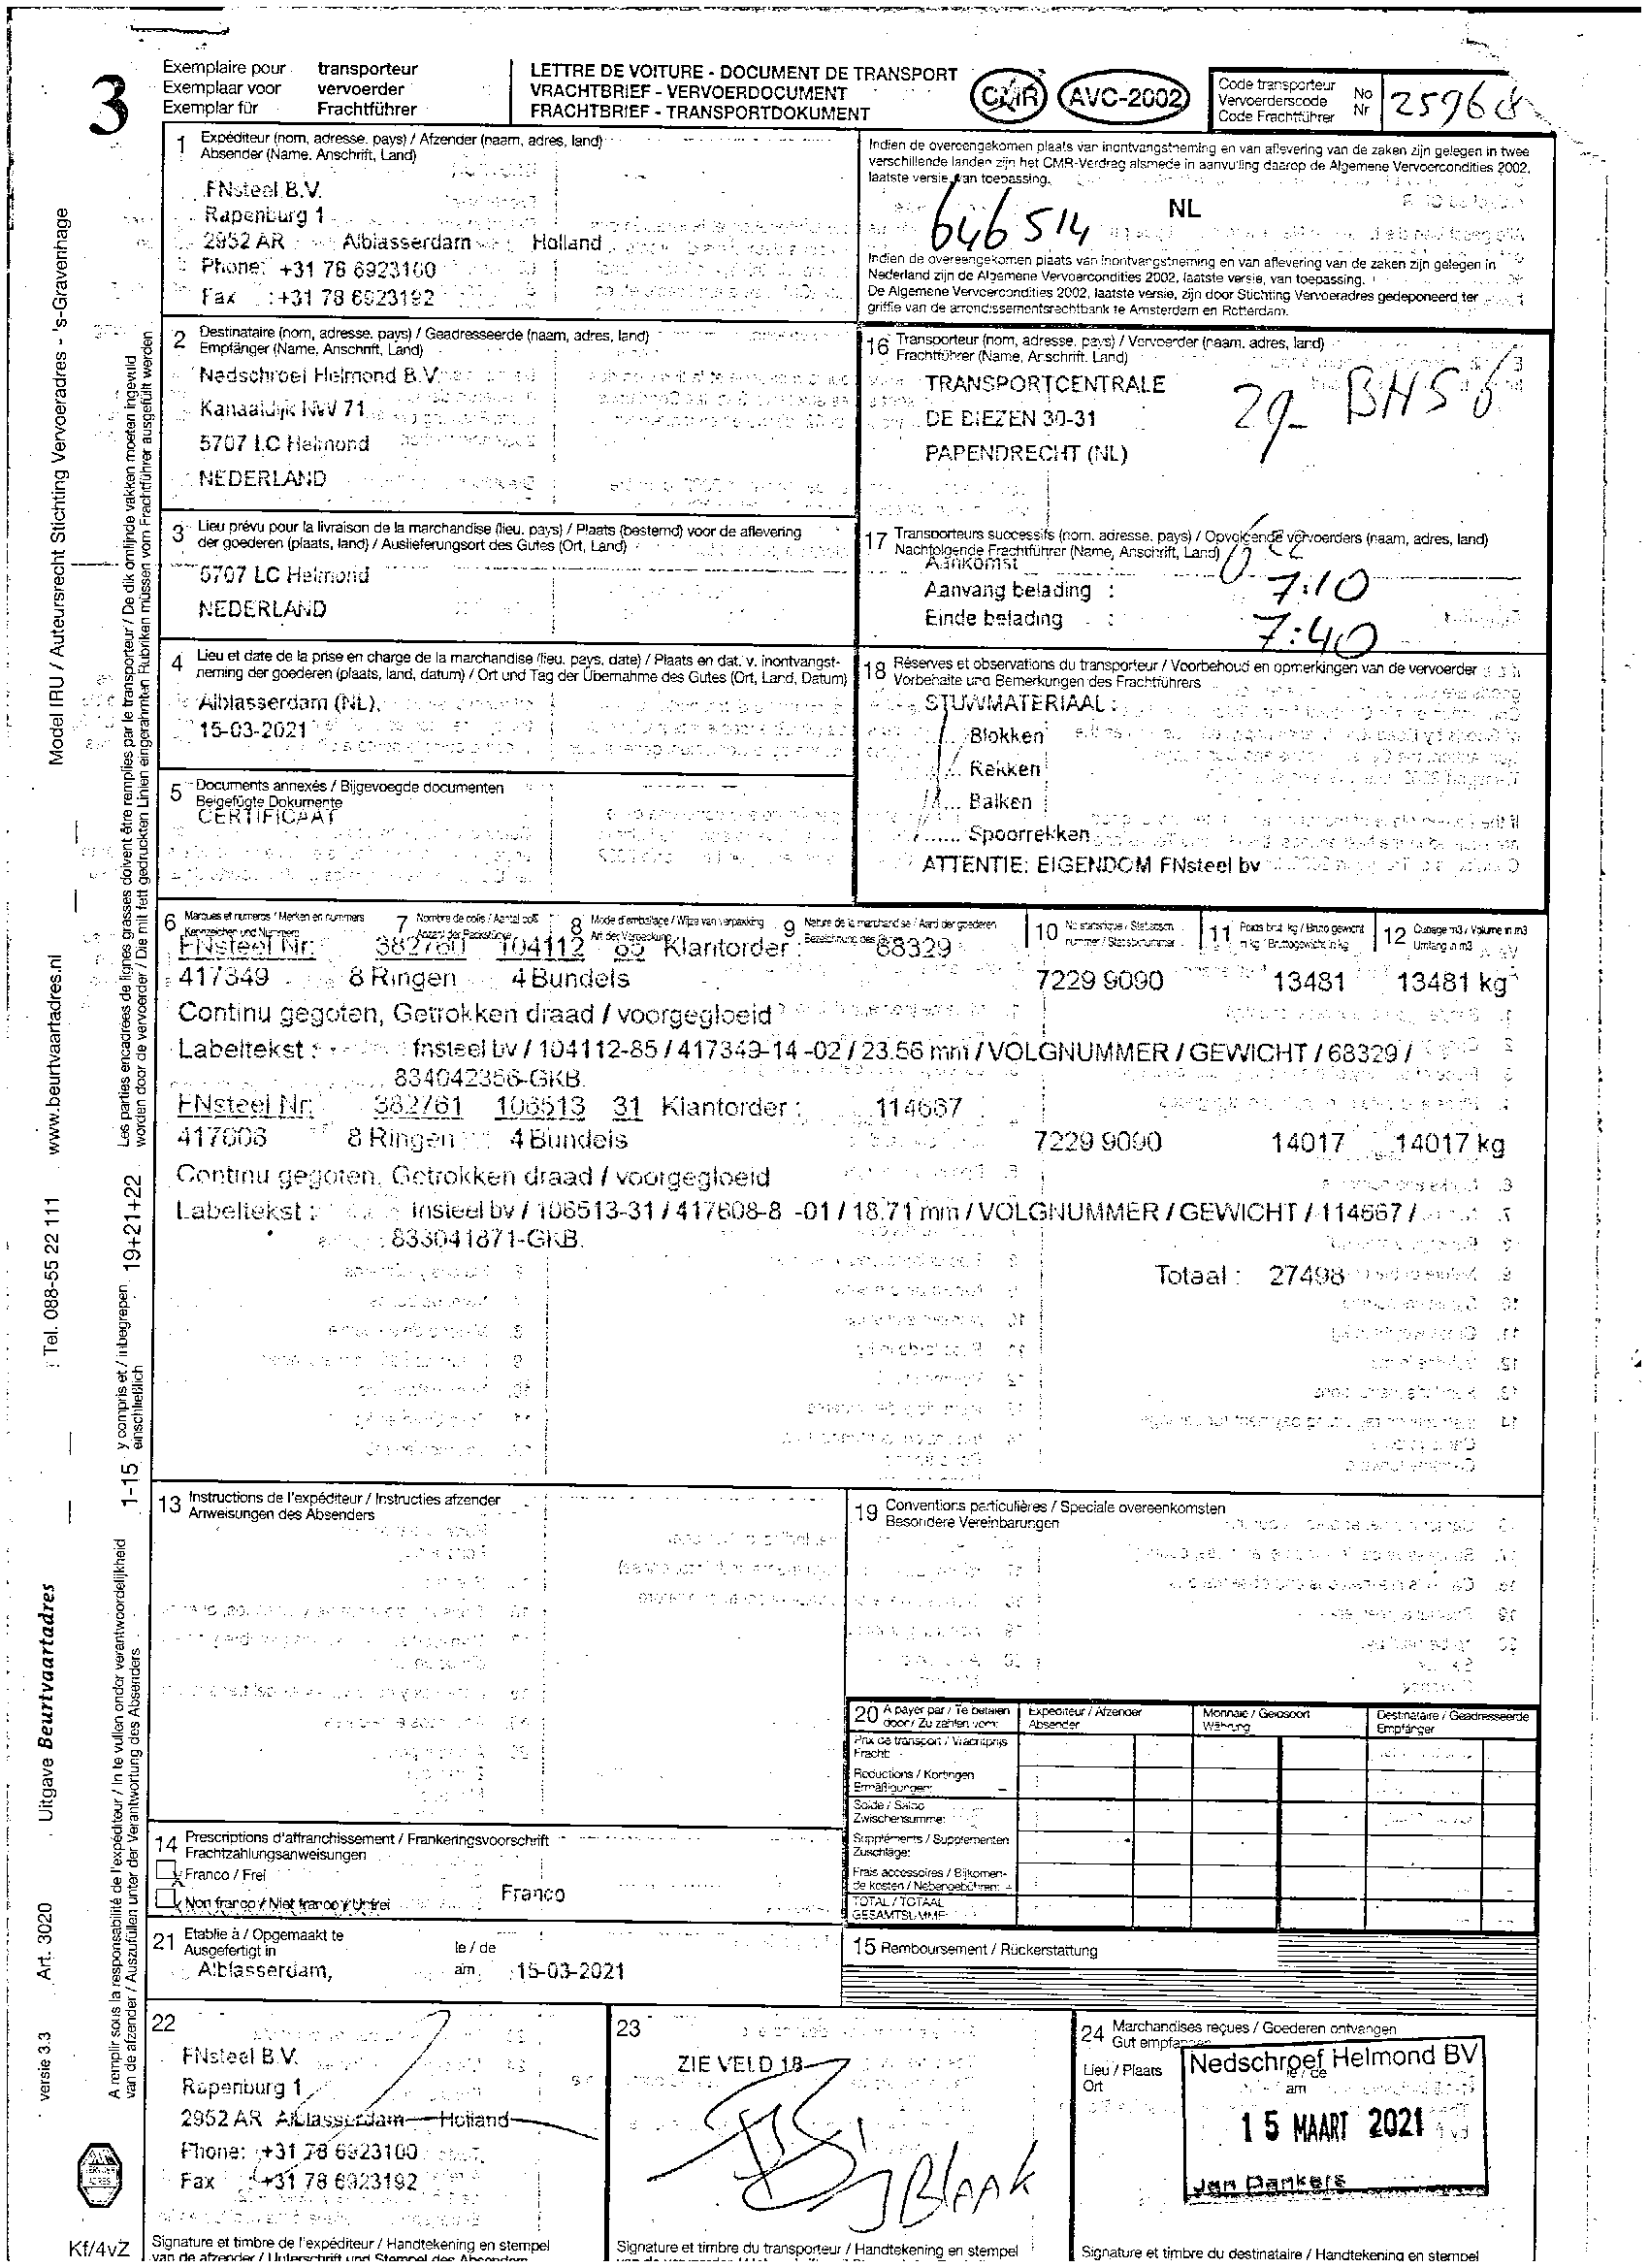 3
Exemplaire pour transporteur
Exemplaar voor vervoerder
Exemplar für Frachtführer
LETTRE DE VOITURE - DOCUMENT DE TRANSPORT
VRACHTBRIEF - VERVOERDOCUMENT
FRACHTBRIEF - TRANSPORTDOKUMENT
CMR
AVC-2002
Code transporteur
Vervoerderscode
Code Frachtführer
No
Nr
1 Expéditeur (nom, adresse, pays) / Afzender (naam, adres, land)
Absender (Name, Anschrift, Land)
FNsteel B.V.
Rapenburg 1
2952 AR Alblasserdam Holland
Phone: +31 78 6923100
Fax :+31 78 6923192
Indien de overeengekomen plaats van inontvangstneming en van aflevering van de zaken zijn gelegen in twee
verschillende landen zijn het CMR-Verdrag alsmede in aanvulling daarop de Algemene Vervoercondities 2002,
laatste versie, van toepassing.
NL
646514
Indien de overeengekomen plaats van inontvangstneming en van aflevering van de zaken zijn gelegen in
Nederland zijn de Algemene Vervoercondities 2002, laatste versie, van toepassing.
De Algemene Vervoercondities 2002, laatste versie, zijn door Stichting Vervoeradres gedeponeerd ter
griffie van de arrondissementsrechtbank te Amsterdam en Rotterdam.
2 Destinataire (nom, adresse, pays) / Geadresseerde (naam, adres, land)
Empfänger (Name, Anschrift, Land)
Nedschroef Helmond B.V.
Kanaaldijk NW 71
5707 LC Helmond
NEDERLAND
16 Transporteur (nom, adresse, pays) / Vervoerder (naam, adres, land)
Frachtführer (Name, Anschrift, Land)
TRANSPORTCENTRALE
DE BIEZEN 30-31
PAPENDRECHT (NL)
3 Lieu prévu pour la livraison de la marchandise (lieu, pays) / Plaats (bestemd) voor de aflevering
der goederen (plaats, land) / Auslieferungsort des Gutes (Ort, Land)
5707 LC Helmond
NEDERLAND
17 Transporteurs successifs (nom, adresse, pays) / Opvolgende vervoerders (naam, adres, land)
Nachfolgende Frachtführer (Name, Anschrift, Land)
Aankomst
Aanvang belading : 7:10
Einde belading : 7:40
4 Lieu et date de la prise en charge de la marchandise (lieu, pays, date) / Plaats en dat. v. inontvangst-
neming der goederen (plaats, land, datum) / Ort und Tag der Übernahme des Gutes (Ort, Land, Datum)
Alblasserdam (NL),
15-03-2021
18 Réserves et observations du transporteur / Voorbehoud en opmerkingen van de vervoerder
Vorbehalte und Bemerkungen des Frachtführers
STUWMATERIAAL :
Blokken
Rekken
Balken
Spoorrekken
ATTENTIE: EIGENDOM FNsteel bv
5 Documents annexés / Bijgevoegde documenten
Beigefügte Dokumente
CERTIFICAAT
6 Marques et numéros / Merken en nummers
Kennzeichen und Nummern
7 Nombre de colis / Aantal colli
Anzahl der Packstücke
8 Mode d'emballage / Wijze van verpakking
Art der Verpackung
9 Nature de la marchandise / Aard der goederen
10 No statistique / Statistieknummer
11 Poids brut, kg / Bruto gewicht
in kg / Bruttogewicht in kg
12 Cubage m3 / Volume in m3
Umfang in m3
FNsteel Nr: 382760 104112 85 Klantorder : 68329
417349 8 Ringen 4 Bundels 7229 9090 13481 13481 kg
Continu gegoten, Getrokken draad / voorgegloeid
Labeltekst : fnsteel bv / 104112-85 / 417349-14 -02 / 23.56 mm / VOLGNUMMER / GEWICHT / 68329 /
834042356-GKB.
FNsteel Nr: 382761 106513 31 Klantorder : 114667
417608 8 Ringen 4 Bundels 7229 9090 14017 14017 kg
Continu gegoten, Getrokken draad / voorgegloeid
Labeltekst : fnsteel bv / 106513-31 / 417608-8 -01 / 18.71 mm / VOLGNUMMER / GEWICHT / 114667 /
833041871-GKB.
Totaal : 27498
13 Instructions de l'expéditeur / Instructies afzender
Anweisungen des Absenders
19 Conventions particulières / Speciale overeenkomsten
Besondere Vereinbarungen
20 A payer par / Te betalen
door / Zu zahlen vom:
Expéditeur / Afzender
Absender
Monnaie / Geldsoort
Währung
Destinataire / Geadresseerde
Empfänger
Prix de transport / Vrachtprijs
Fracht:
Réductions / Kortingen
Ermäßigungen: -
Solde / Saldo
Zwischensumme:
Suppléments / Supplementen
Zuschläge:
Frais accessoires / Bijkomen-
de kosten / Nebengebühren: +
TOTAL / TOTAAL
GESAMTSUMME
14 Prescriptions d'affranchissement / Frankeringsvoorschrift
Frachtzahlungsanweisungen
Franco / Frei
Non franco / Niet franco / Unfrei
Franco
21 Etablie à / Opgemaakt te
Ausgefertigt in
le / de
am
Alblasserdam, 15-03-2021
15 Remboursement / Rückerstattung
22
FNsteel B.V.
Rapenburg 1
2952 AR Alblasserdam Holland
Phone: +31 78 6923100
Fax :+31 78 6923192
Signature et timbre de l'expéditeur / Handtekening en stempel
van de afzender / Unterschrift und Stempel des Absenders
23
ZIE VELD 18
JBlaak
Signature et timbre du transporteur / Handtekening en stempel
24 Marchandises reçues / Goederen ontvangen
Gut empfangen
Lieu / Plaats
Ort
le / de
am
Nedschroef Helmond BV
15 MAART 2021
Jan Dankers
Signature et timbre du destinataire / Handtekening en stempel
Model IRU / Auteursrecht Stichting Vervoeradres - 's-Gravenhage
www.beurtvaartadres.nl
Tel. 088-55 22 111
Uitgave Beurtvaartadres
Art. 3020
versie 3.3
Les parties encadrées de lignes grasses doivent être remplies par le transporteur / De dik omlijnde vakken moeten ingevuld
worden door de vervoerder / Die mit fett gedruckten Linien eingerahmten Rubriken müssen vom Frachtführer ausgefüllt werden
19+21+22
y compris et / inbegrepen
einschließlich
1-15
A remplir sous la responsabilité de l'expéditeur / In te vullen onder verantwoordelijkheid
van de afzender / Auszufüllen unter der Verantwortung des Absenders
Kf/4vZ